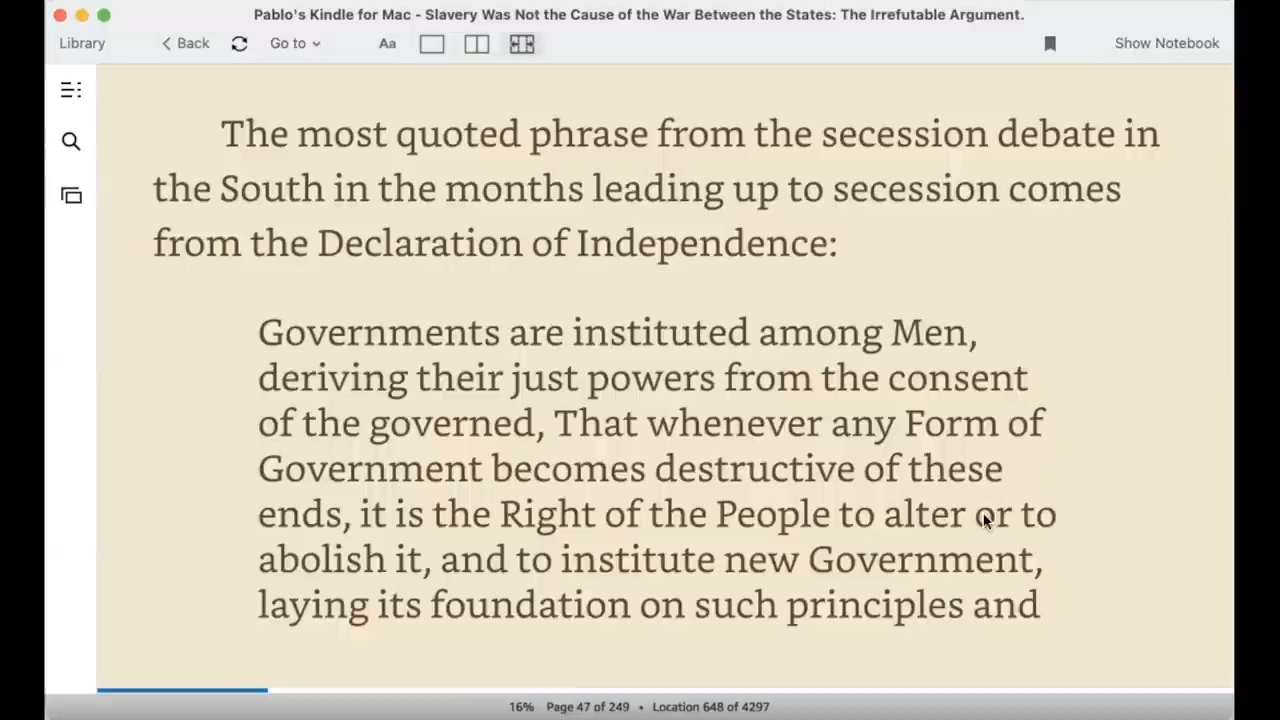 Pablo's Kindle for Mac - Slavery Was Not the Cause of the War Between the States: The Irrefutable Argument.
Library Back Go to Aa Show Notebook
The most quoted phrase from the secession debate in
the South in the months leading up to secession comes
from the Declaration of Independence:
Governments are instituted among Men,
deriving their just powers from the consent
of the governed, That whenever any Form of
Government becomes destructive of these
ends, it is the Right of the People to alter or to
abolish it, and to institute new Government,
laying its foundation on such principles and
16% Page 47 of 249 • Location 648 of 4297